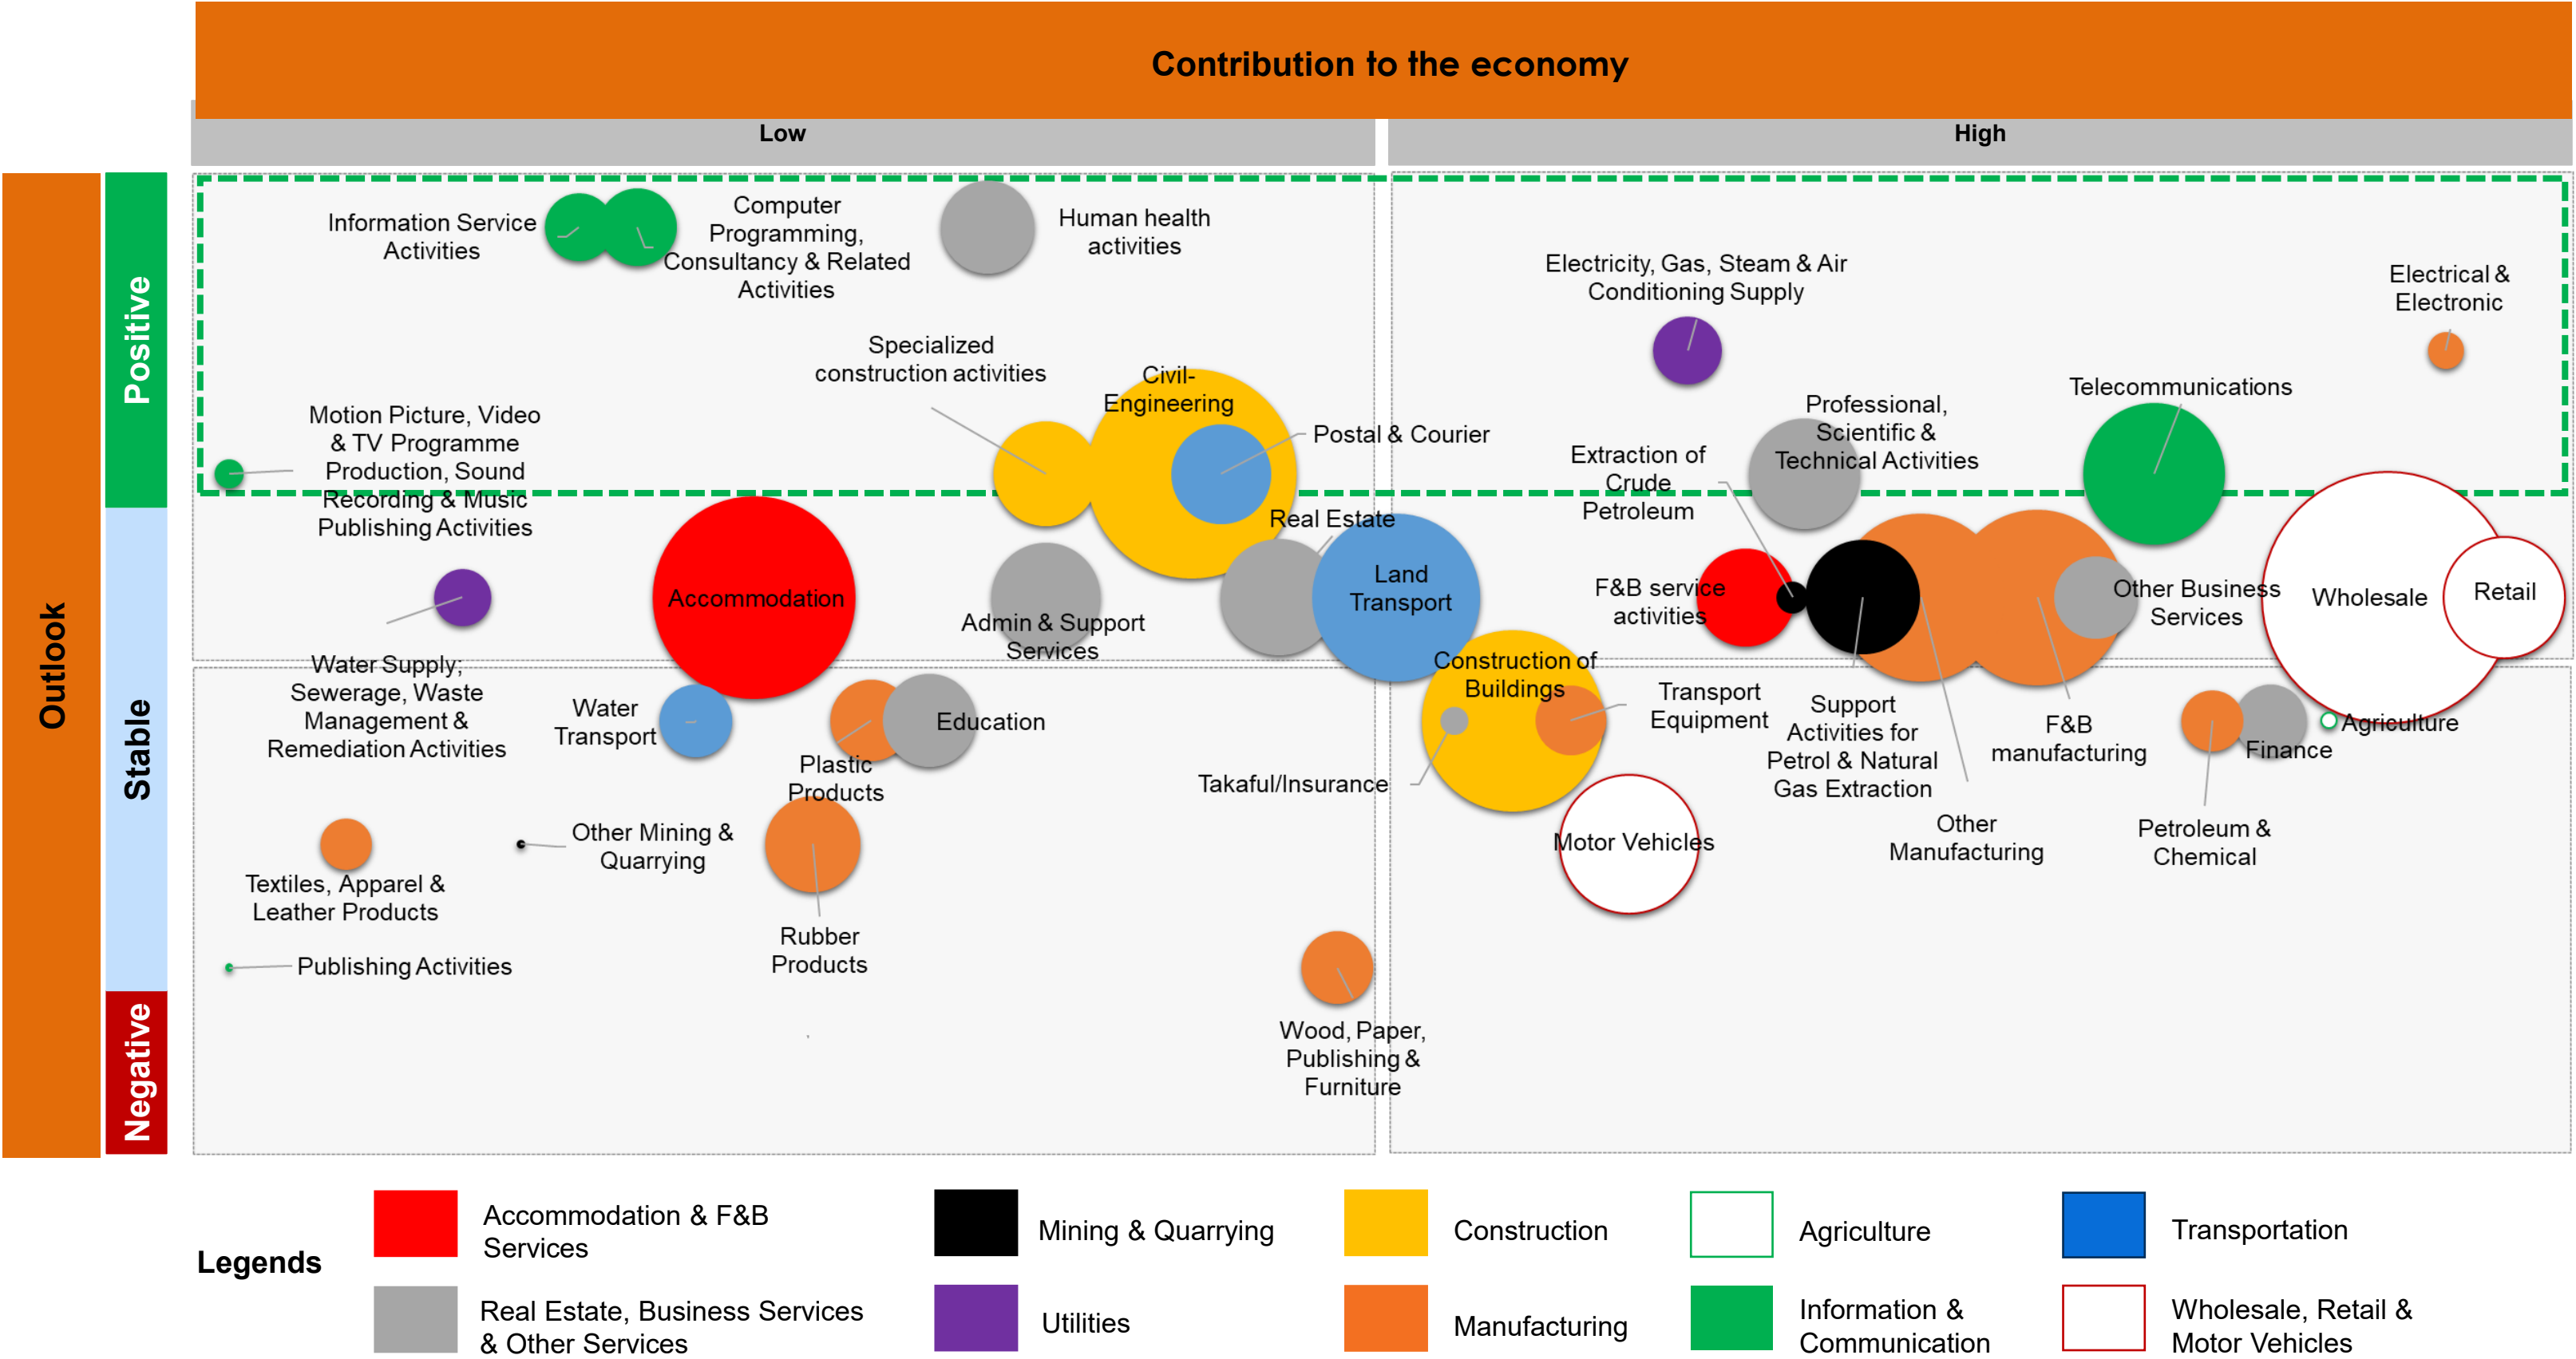 Contribution to the economy
Low
High
Outlook
Positive
Stable
Negative
Information Service
Activities
Computer
Programming,
Consultancy & Related
Activities
Human health
activities
Electricity, Gas, Steam & Air
Conditioning Supply
Electrical &
Electronic
Specialized
construction activities
Civil-
Engineering
Postal & Courier
Motion Picture, Video
& TV Programme
Production, Sound
Recording & Music
Publishing Activities
Extraction of
Crude
Petroleum
Professional,
Scientific &
Technical Activities
Telecommunications
Real Estate
Accommodation
Admin & Support
Services
Land
Transport
F&B service
activities
Other Business
Services
Wholesale
Retail
Water Supply;
Sewerage, Waste
Management &
Remediation Activities
Water
Transport
Plastic
Products
Education
Construction of
Buildings
Transport
Equipment
Takaful/Insurance
Support
Activities for
Petrol & Natural
Gas Extraction
F&B
manufacturing
Finance
Agriculture
Textiles, Apparel &
Leather Products
Other Mining &
Quarrying
Rubber
Products
Motor Vehicles
Other
Manufacturing
Petroleum &
Chemical
Publishing Activities
Wood, Paper,
Publishing &
Furniture
Legends
Accommodation & F&B
Services
Mining & Quarrying
Construction
Agriculture
Transportation
Real Estate, Business Services
& Other Services
Utilities
Manufacturing
Information &
Communication
Wholesale, Retail &
Motor Vehicles